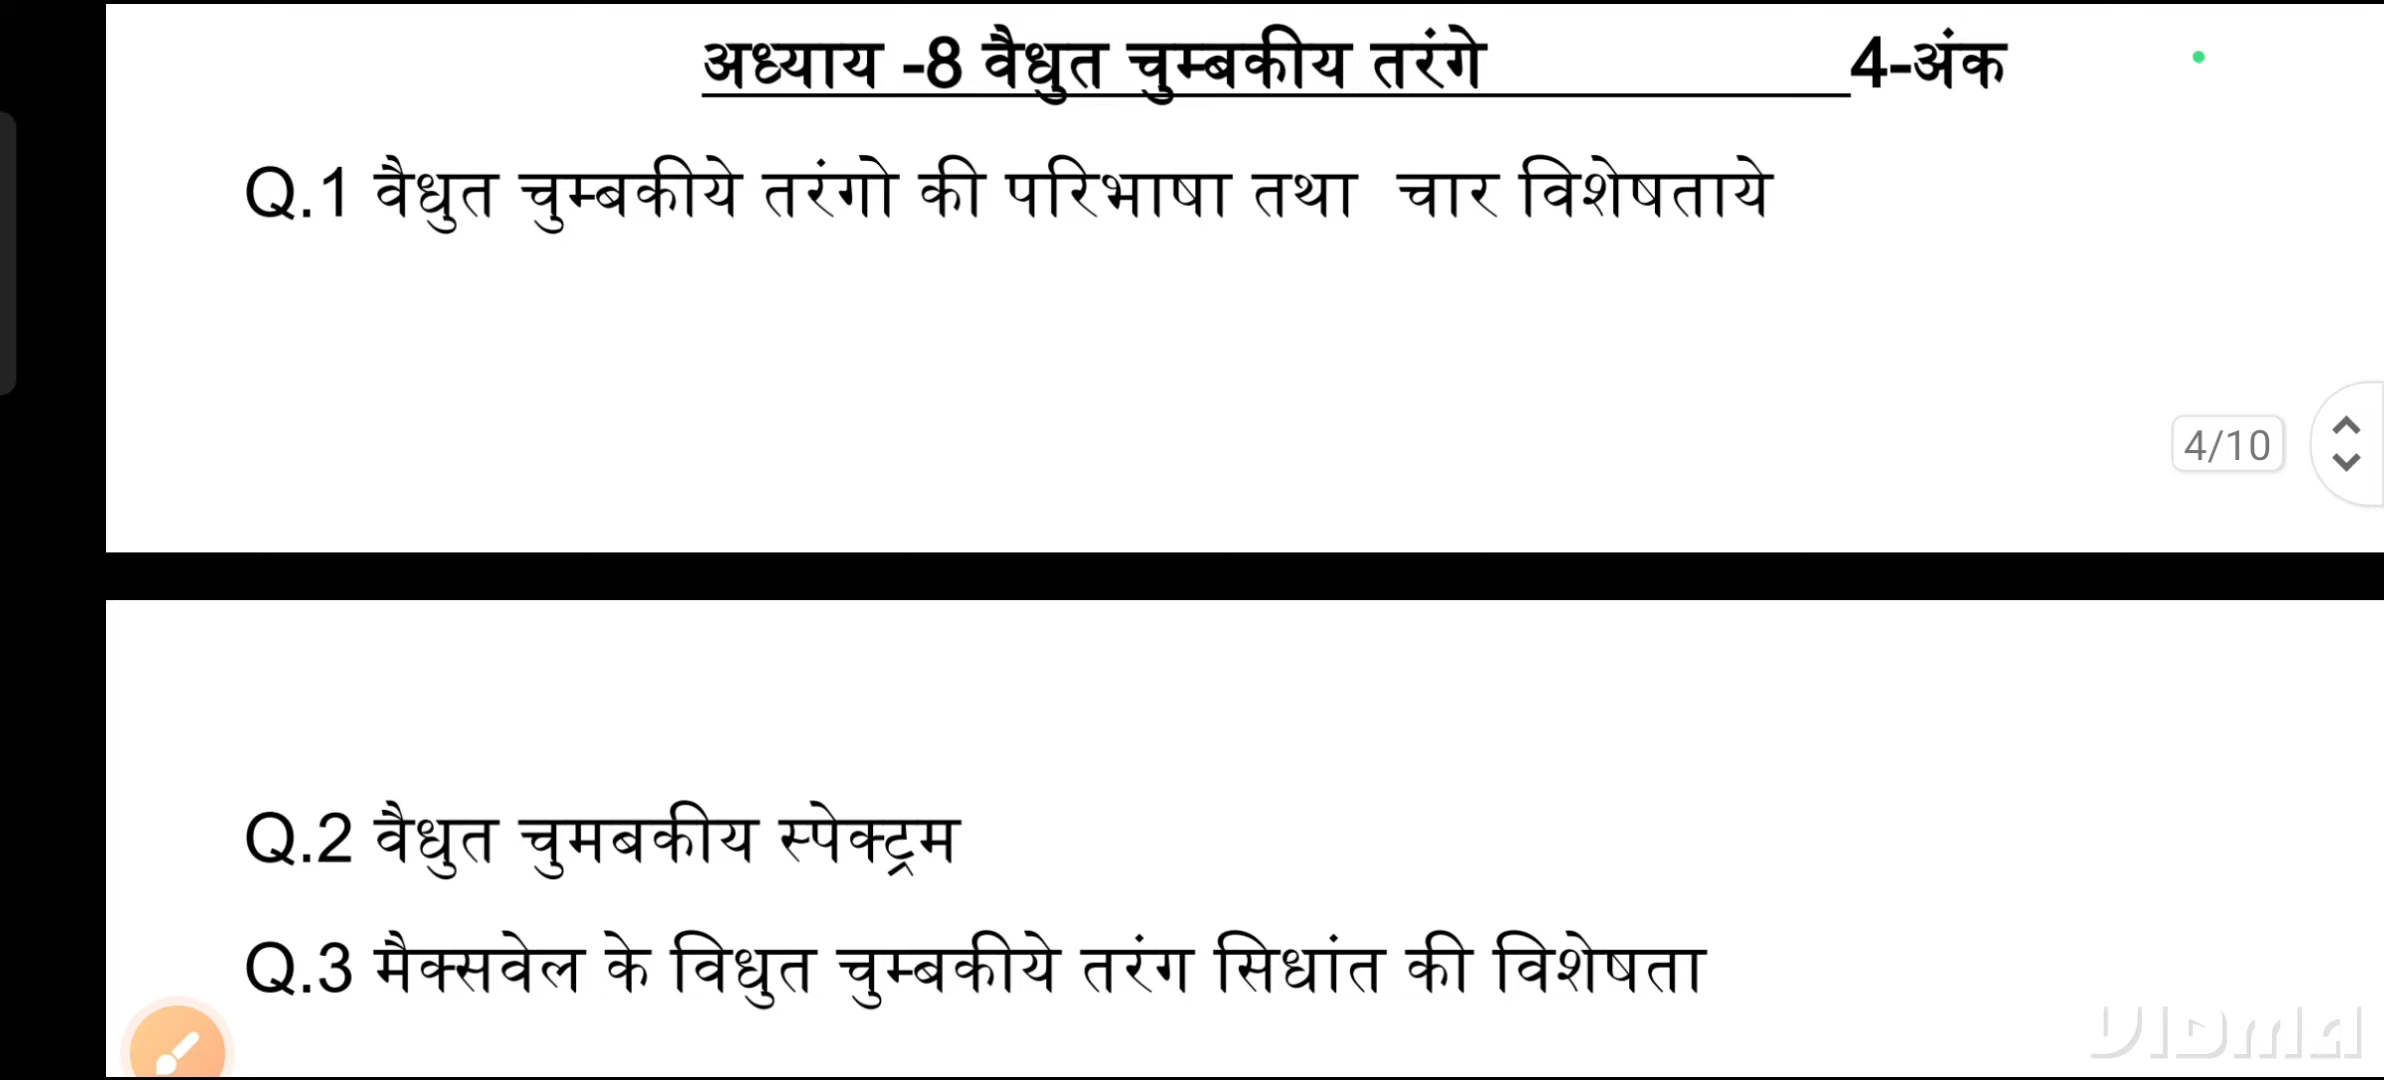 अध्याय -8 वैधुत चुम्बकीय तरंगे 4-अंक
Q.1 वैधुत चुम्बकीये तरंगो की परिभाषा तथा चार विशेषताये
4/10
Q.2 वैधुत चुमबकीय स्पेक्ट्रम
Q.3 मैक्सवेल के विधुत चुम्बकीये तरंग सिधांत की विशेषता
VIDMA